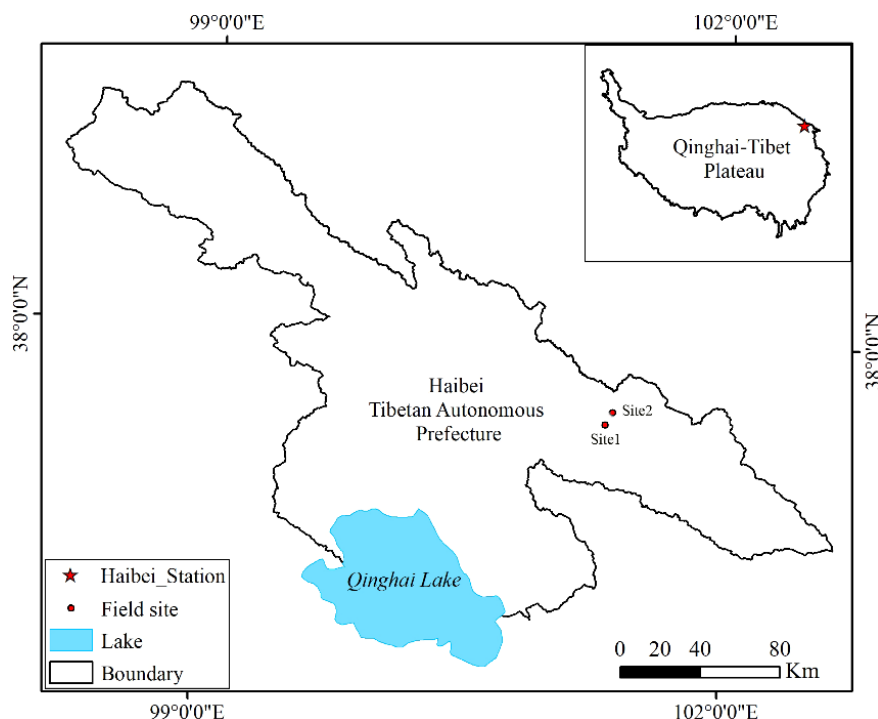 99°0'0"E
102°0'0"E
Qinghai-Tibet
Plateau
38°0'0"N
38°0'0"N
Haibei
Tibetan Autonomous
Prefecture
Site2
Site1
Qinghai Lake
Haibei_Station
Field site
Lake
Boundary
0 20 40 80
Km
99°0'0"E
102°0'0"E